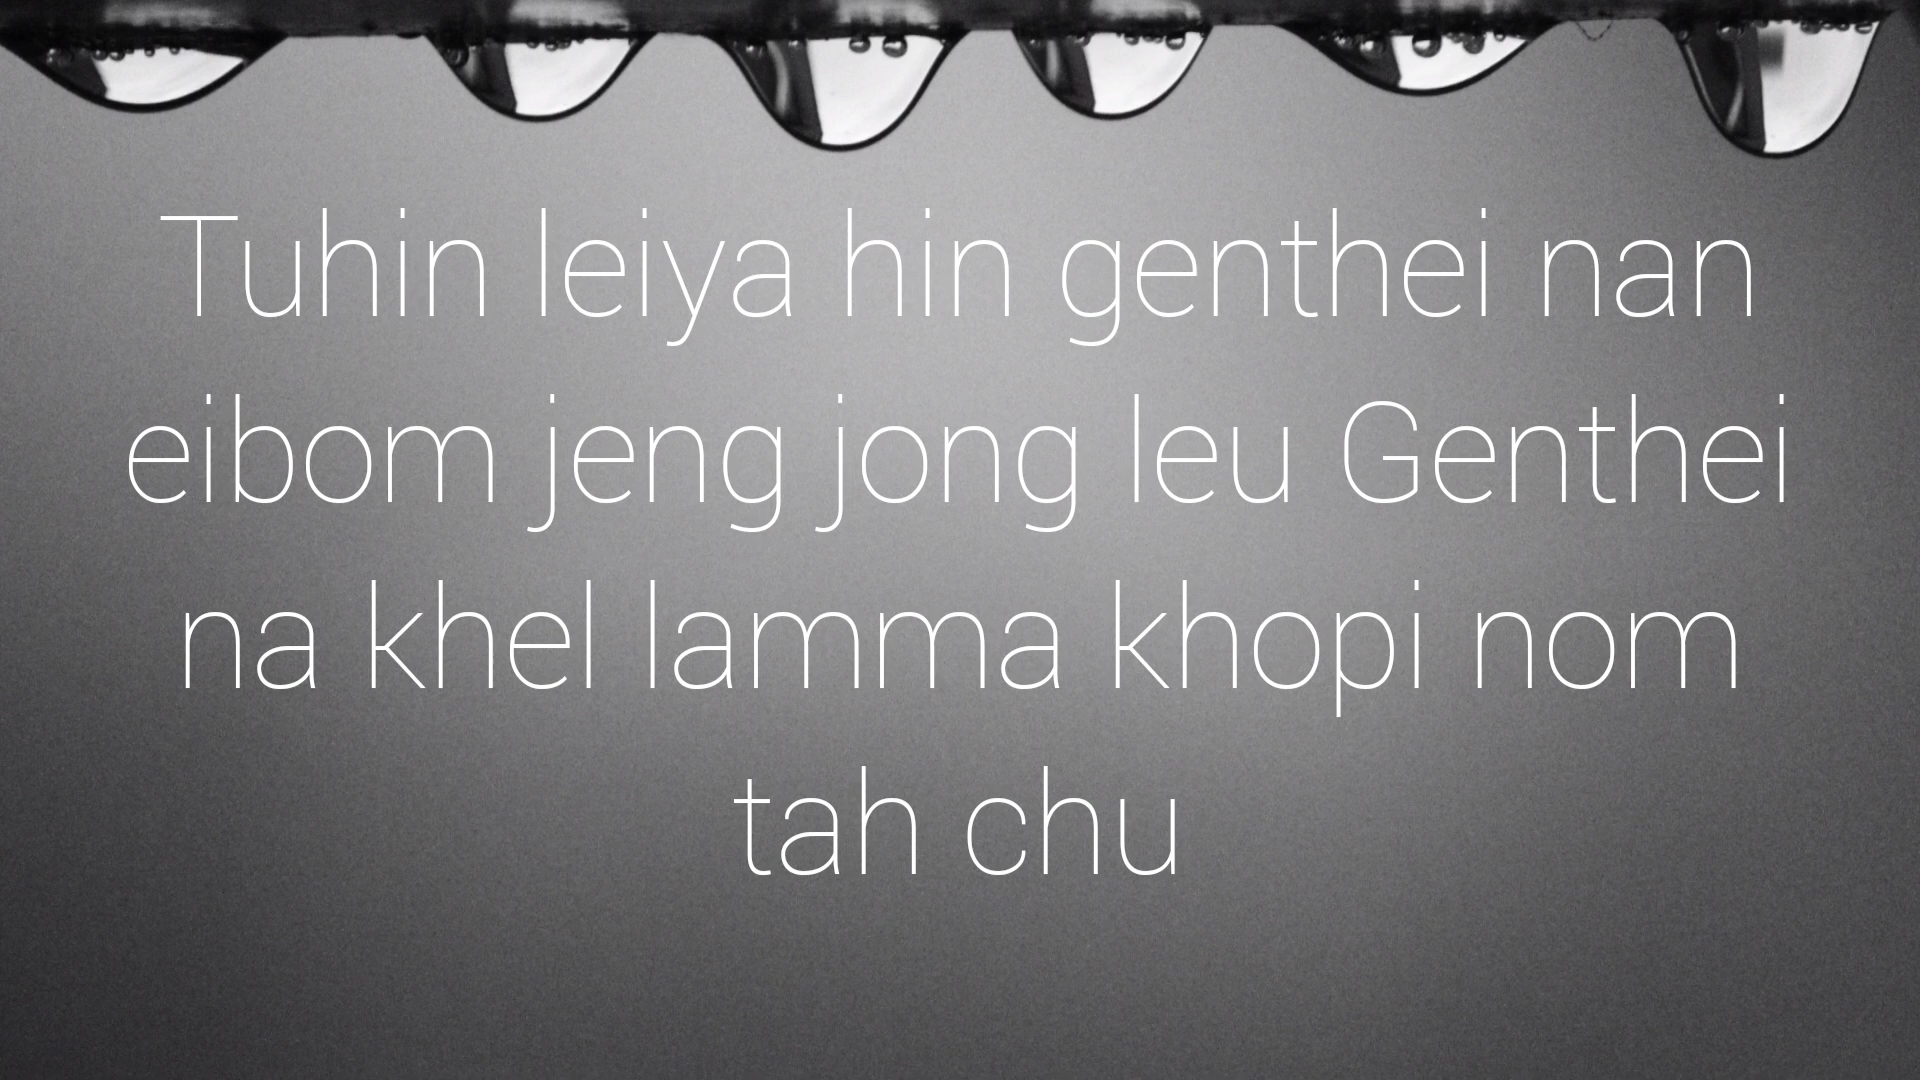 Tuhin leiya hin genthei nan
eibom jeng jong leu Genthei
na khel lamma khopi nom
tah chu